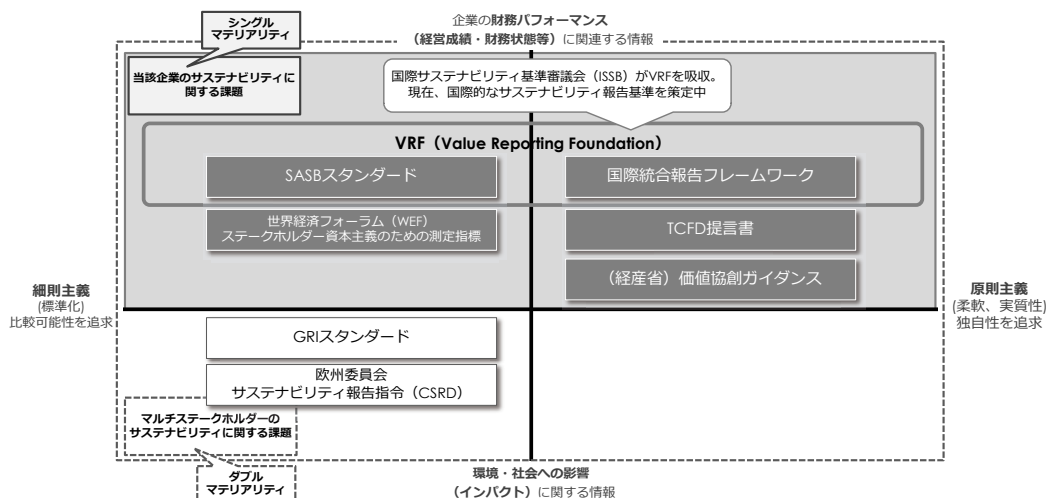 シングル
マテリアリティ
企業の財務パフォーマンス
（経営成績・財務状態等）に関連する情報
当該企業のサステナビリティに
関する課題
国際サステナビリティ基準審議会（ISSB）がVRFを吸収。
現在、国際的なサステナビリティ報告基準を策定中
VRF（Value Reporting Foundation）
SASBスタンダード
国際統合報告フレームワーク
世界経済フォーラム（WEF）
ステークホルダー資本主義のための測定指標
TCFD提言書
（経産省）価値協創ガイダンス
細則主義
(標準化)
比較可能性を追求
原則主義
(柔軟、実質性)
独自性を追求
GRIスタンダード
欧州委員会
サステナビリティ報告指令（CSRD）
マルチステークホルダーの
サステナビリティに関する課題
ダブル
マテリアリティ
環境・社会への影響
（インパクト）に関する情報